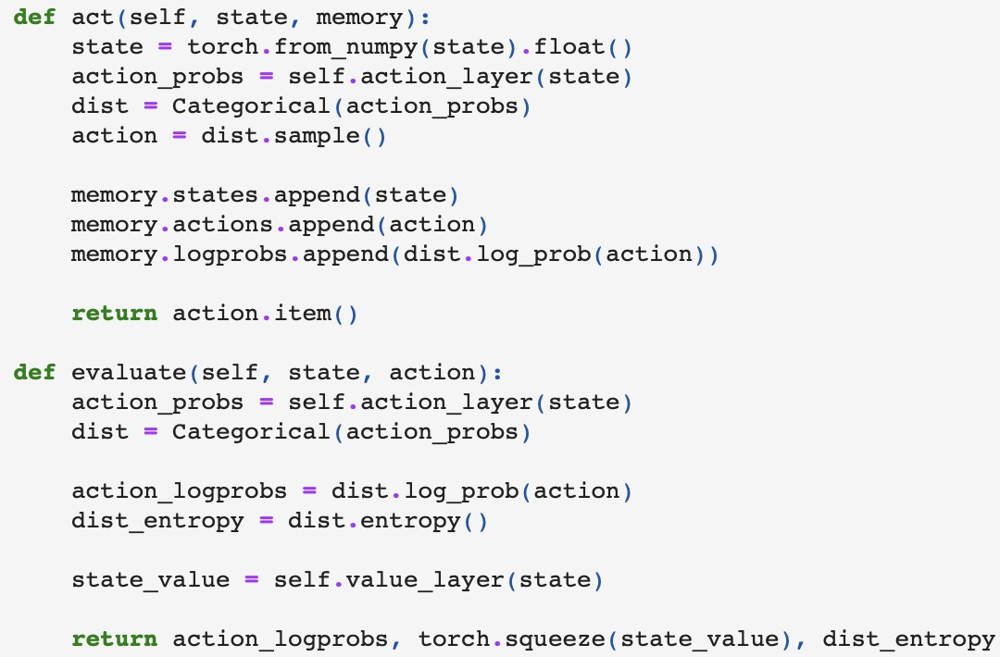 def act(self, state, memory):
    state = torch.from_numpy(state).float()
    action_probs = self.action_layer(state)
    dist = Categorical(action_probs)
    action = dist.sample()

    memory.states.append(state)
    memory.actions.append(action)
    memory.logprobs.append(dist.log_prob(action))

    return action.item()

def evaluate(self, state, action):
    action_probs = self.action_layer(state)
    dist = Categorical(action_probs)

    action_logprobs = dist.log_prob(action)
    dist_entropy = dist.entropy()

    state_value = self.value_layer(state)

    return action_logprobs, torch.squeeze(state_value), dist_entropy